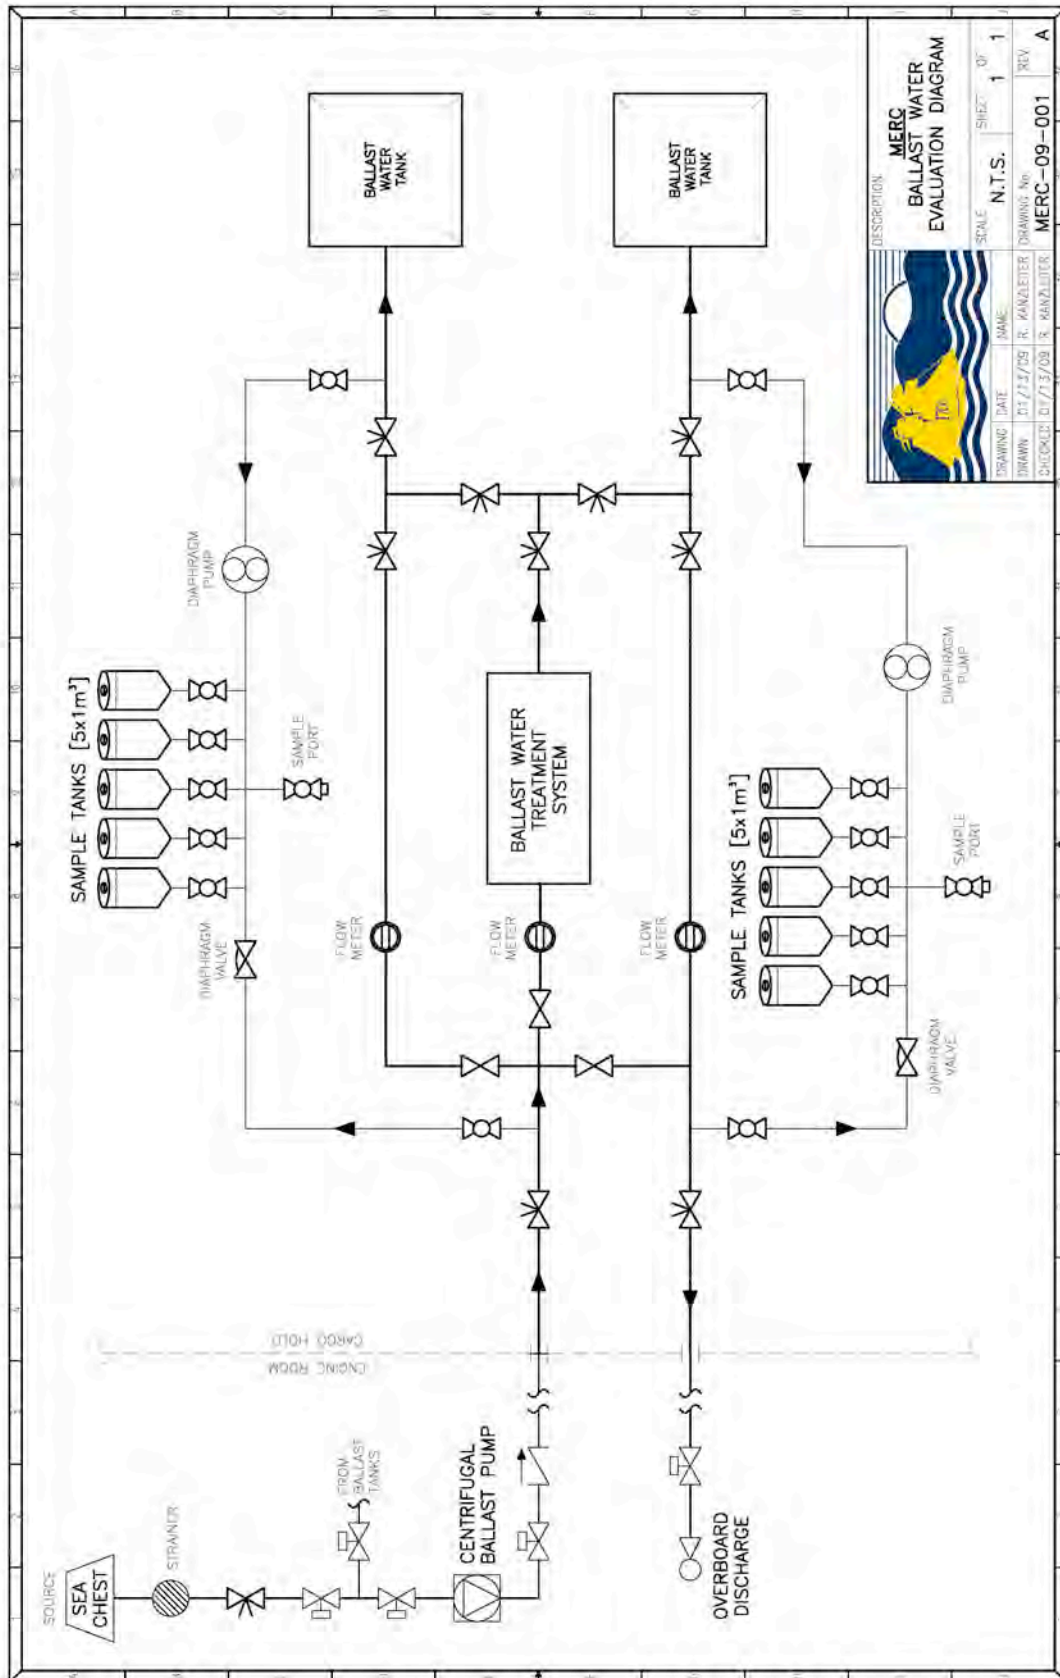 SOURCE
SEA
CHEST
STRAINER
FROM
BALLAST
TANKS
CENTRIFUGAL
BALLAST PUMP
OVERBOARD
DISCHARGE
ENGINE ROOM
CARGO HOLD
SAMPLE TANKS [5x1m³]
DIAPHRAGM
VALVE
SAMPLE
PORT
DIAPHRAGM
PUMP
FLOW
METER
FLOW
METER
FLOW
METER
BALLAST WATER
TREATMENT
SYSTEM
BALLAST
WATER
TANK
BALLAST
WATER
TANK
SAMPLE TANKS [5x1m³]
DIAPHRAGM
VALVE
SAMPLE
PORT
DIAPHRAGM
PUMP
DESCRIPTION
MERC
BALLAST WATER
EVALUATION DIAGRAM
SCALE N.T.S. SHEET 1 OF 1
DRAWING DATE NAME
DRAWN 01/13/09 R. KANZLEITER
CHECKED 01/13/09 R. KANZLEITER
DRAWING No. MERC-09-001 REV A